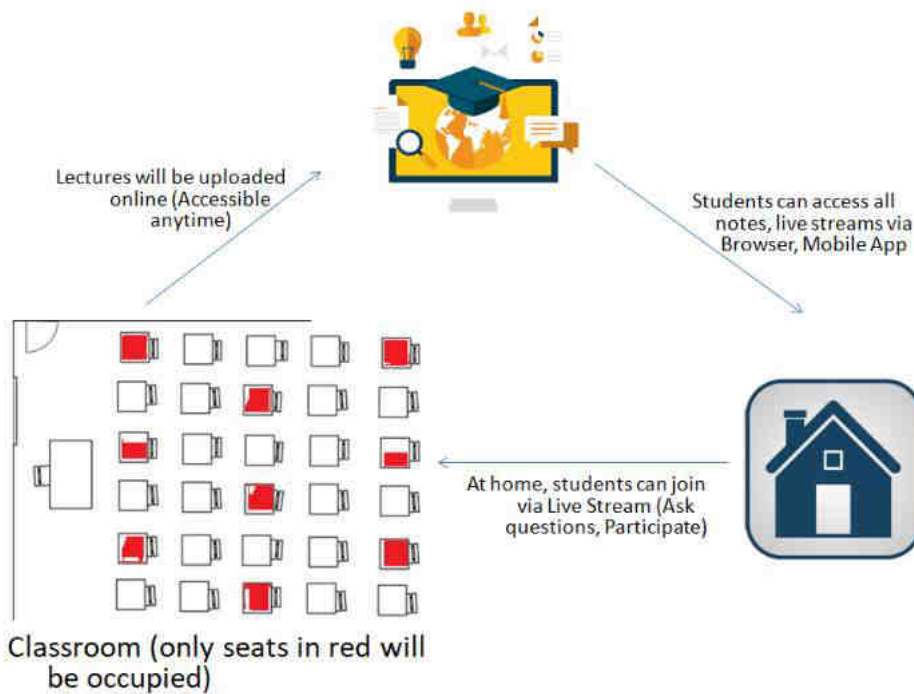 Lectures will be uploaded
online (Accessible
anytime)
Students can access all
notes, live streams via
Browser, Mobile App
At home, students can join
via Live Stream (Ask
questions, Participate)
Classroom (only seats in red will
be occupied)